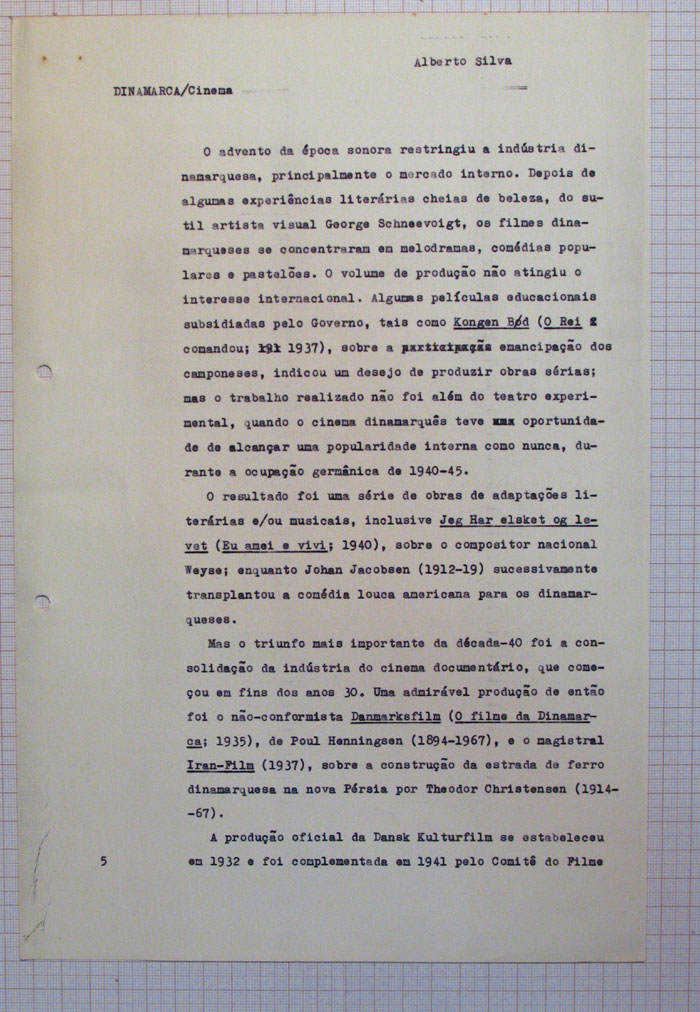 Alberto Silva
DINAMARCA/Cinema
O advento da época sonora restringiu a indústria di-
namarquesa, principalmente o mercado interno. Depois de
algumas experiências literárias cheias de beleza, do su-
til artista visual George Schneevoigt, os filmes dina-
marqueses se concentraram em melodramas, comédias popu-
lares e pastelões. O volume de produção não atingiu o
interesse internacional. Algumas películas educacionais
subsidiadas pelo Governo, tais como Kongen Bød (O Rei
comandou; 1937), sobre a emancipação dos
camponeses, indicou um desejo de produzir obras sérias;
mas o trabalho realizado não foi além do teatro experi-
mental, quando o cinema dinamarquês teve oportunida-
de de alcançar uma popularidade interna como nunca, du-
rante a ocupação germânica de 1940-45.
O resultado foi uma série de obras de adaptações li-
terárias e/ou musicais, inclusive Jeg Har elsket og le-
vet (Eu amei e vivi; 1940), sobre o compositor nacional
Weyse; enquanto Johan Jacobsen (1912-19) sucessivamente
transplantou a comédia louca americana para os dinamar-
queses.
Mas o triunfo mais importante da década-40 foi a con-
solidação da indústria do cinema documentário, que come-
çou em fins dos anos 30. Uma admirável produção de então
foi o não-conformista Danmarksfilm (O filme da Dinamar-
ca; 1935), de Poul Henningsen (1894-1967), e o magistral
Iran-Film (1937), sobre a construção da estrada de ferro
dinamarquesa na nova Pérsia por Theodor Christensen (1914-
-67).
A produção oficial da Dansk Kulturfilm se estabeleceu
5 em 1932 e foi complementada em 1941 pelo Comitê do Filme